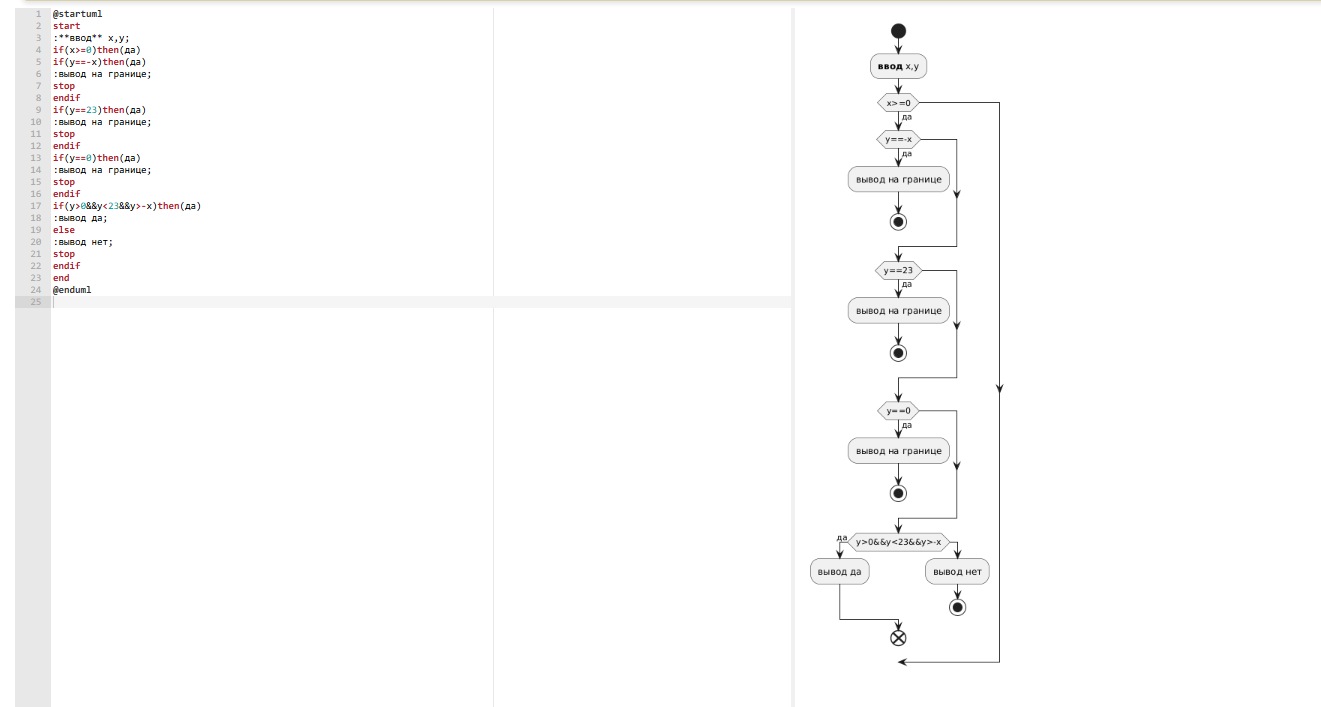 1 @startuml
2 start
3 :**ввод** x,y;
4 if(x>=0)then(да)
5 if(y==-x)then(да)
6 :вывод на границе;
7 stop
8 endif
9 if(y==23)then(да)
10 :вывод на границе;
11 stop
12 endif
13 if(y==0)then(да)
14 :вывод на границе;
15 stop
16 endif
17 if(y>0&&y<23&&y>-x)then(да)
18 :вывод да;
19 else
20 :вывод нет;
21 stop
22 endif
23 end
24 @enduml
25
ввод x,y
x>=0
да
y==-x
да
вывод на границе
y==23
да
вывод на границе
y==0
да
вывод на границе
да
y>0&&y<23&&y>-x
вывод да
вывод нет